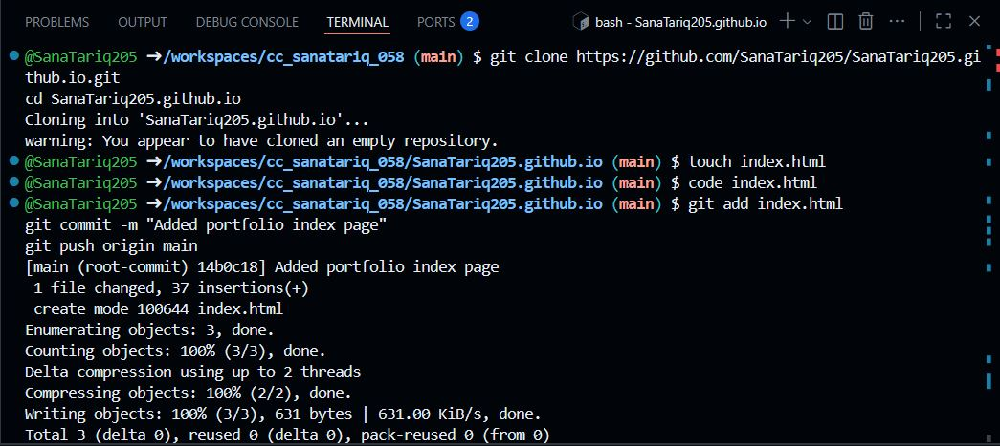 PROBLEMS OUTPUT DEBUG CONSOLE TERMINAL PORTS 2 bash - SanaTariq205.github.io
@SanaTariq205 ➜/workspaces/cc_sanatariq_058 (main) $ git clone https://github.com/SanaTariq205/SanaTariq205.gi
thub.io.git
cd SanaTariq205.github.io
Cloning into 'SanaTariq205.github.io'...
warning: You appear to have cloned an empty repository.
@SanaTariq205 ➜/workspaces/cc_sanatariq_058/SanaTariq205.github.io (main) $ touch index.html
@SanaTariq205 ➜/workspaces/cc_sanatariq_058/SanaTariq205.github.io (main) $ code index.html
@SanaTariq205 ➜/workspaces/cc_sanatariq_058/SanaTariq205.github.io (main) $ git add index.html
git commit -m "Added portfolio index page"
git push origin main
[main (root-commit) 14b0c18] Added portfolio index page
 1 file changed, 37 insertions(+)
 create mode 100644 index.html
Enumerating objects: 3, done.
Counting objects: 100% (3/3), done.
Delta compression using up to 2 threads
Compressing objects: 100% (2/2), done.
Writing objects: 100% (3/3), 631 bytes | 631.00 KiB/s, done.
Total 3 (delta 0), reused 0 (delta 0), pack-reused 0 (from 0)